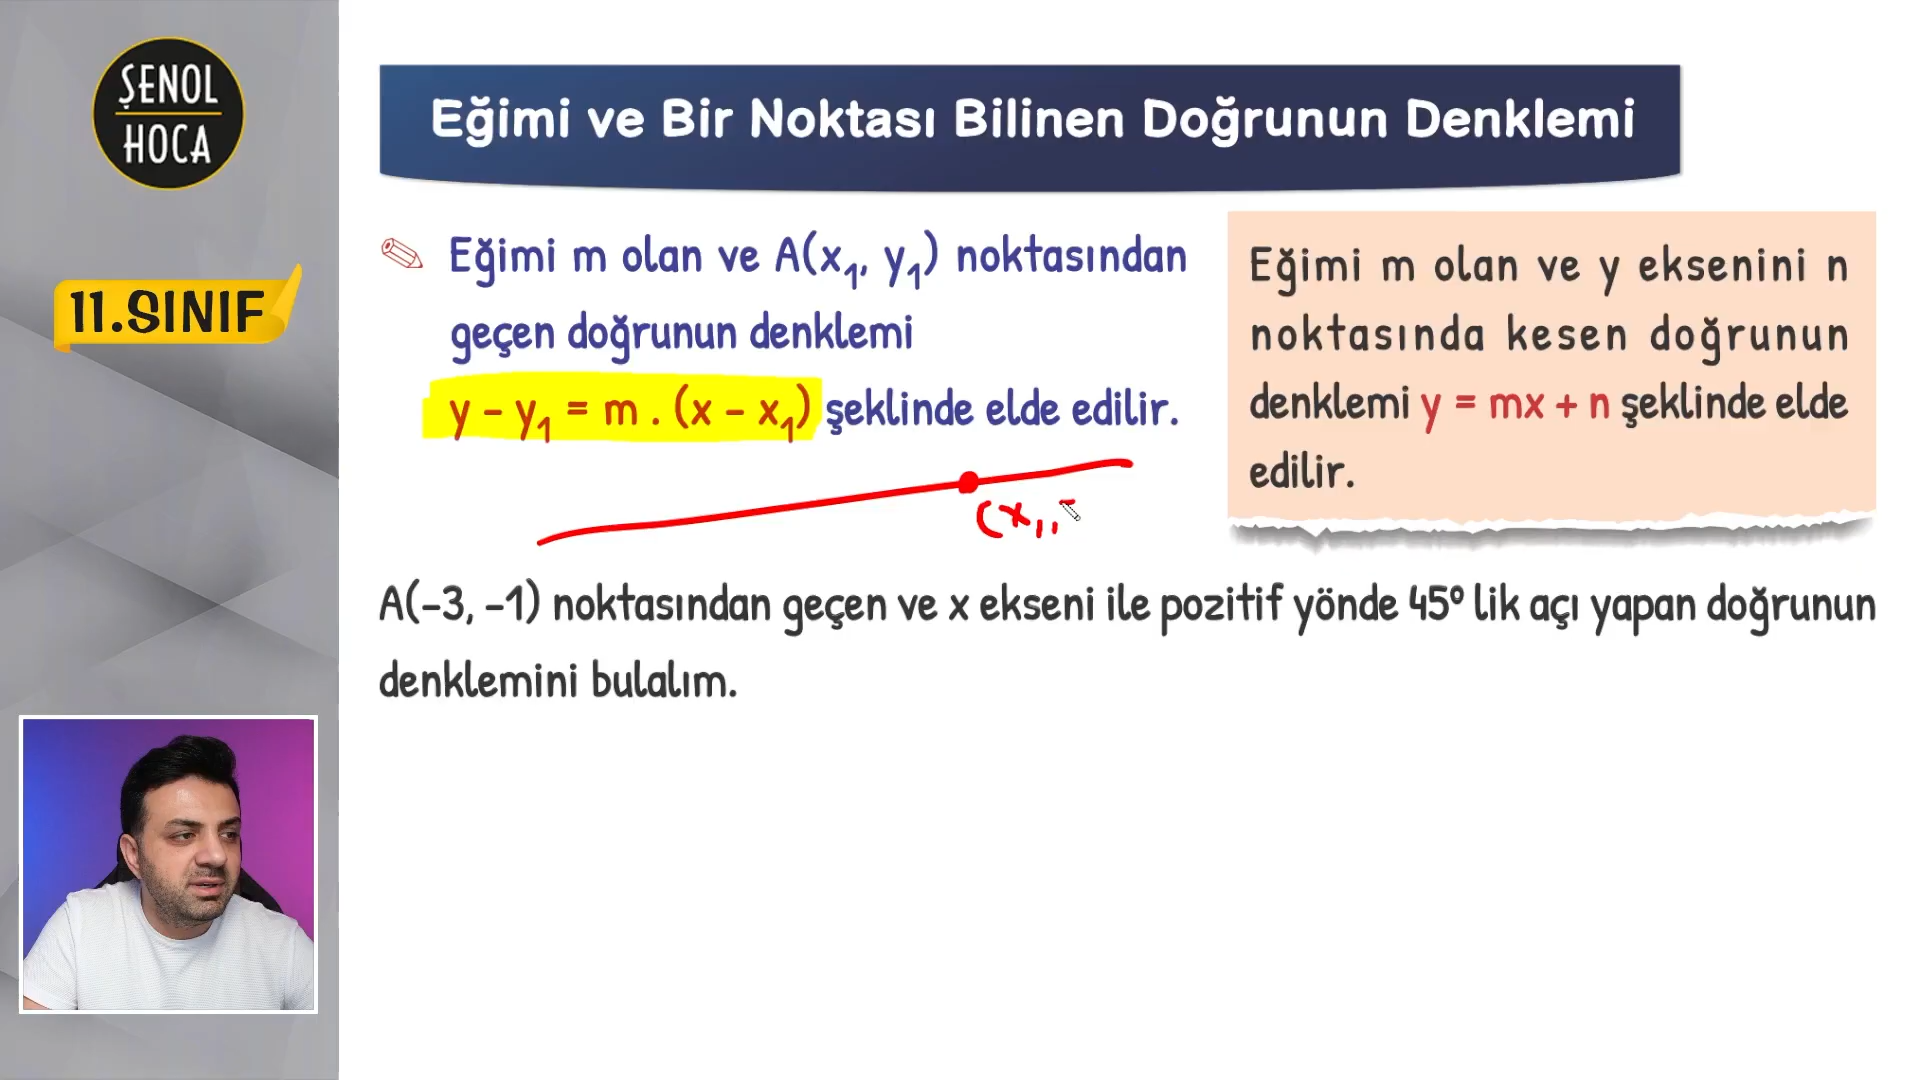 ŞENOL
HOCA
11.SINIF
Eğimi ve Bir Noktası Bilinen Doğrunun Denklemi
Eğimi m olan ve A(x₁, y₁) noktasından
geçen doğrunun denklemi
y – y₁ = m . (x – x₁) şeklinde elde edilir.
(x₁,
Eğimi m olan ve y eksenini n
noktasında kesen doğrunun
denklemi y = mx + n şeklinde elde
edilir.
A(–3, –1) noktasından geçen ve x ekseni ile pozitif yönde 45º lik açı yapan doğrunun
denklemini bulalım.